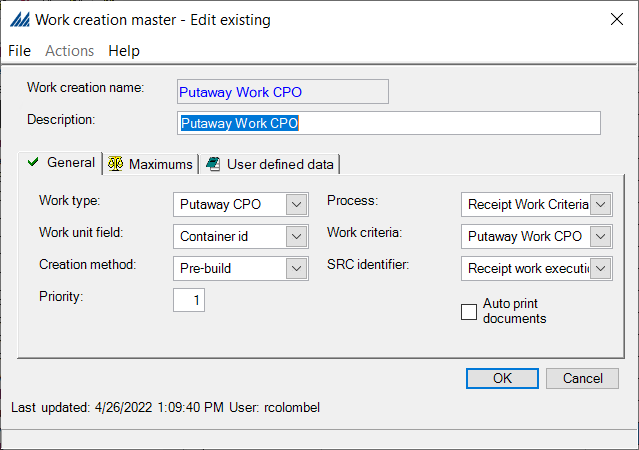 Work creation master - Edit existing
File Actions Help
Work creation name: Putaway Work CPO
Description: Putaway Work CPO
General Maximums User defined data
Work type: Putaway CPO Process: Receipt Work Criteria
Work unit field: Container id Work criteria: Putaway Work CPO
Creation method: Pre-build SRC identifier: Receipt work executi
Priority: 1 Auto print
documents
OK Cancel
Last updated: 4/26/2022 1:09:40 PM User: rcolombel